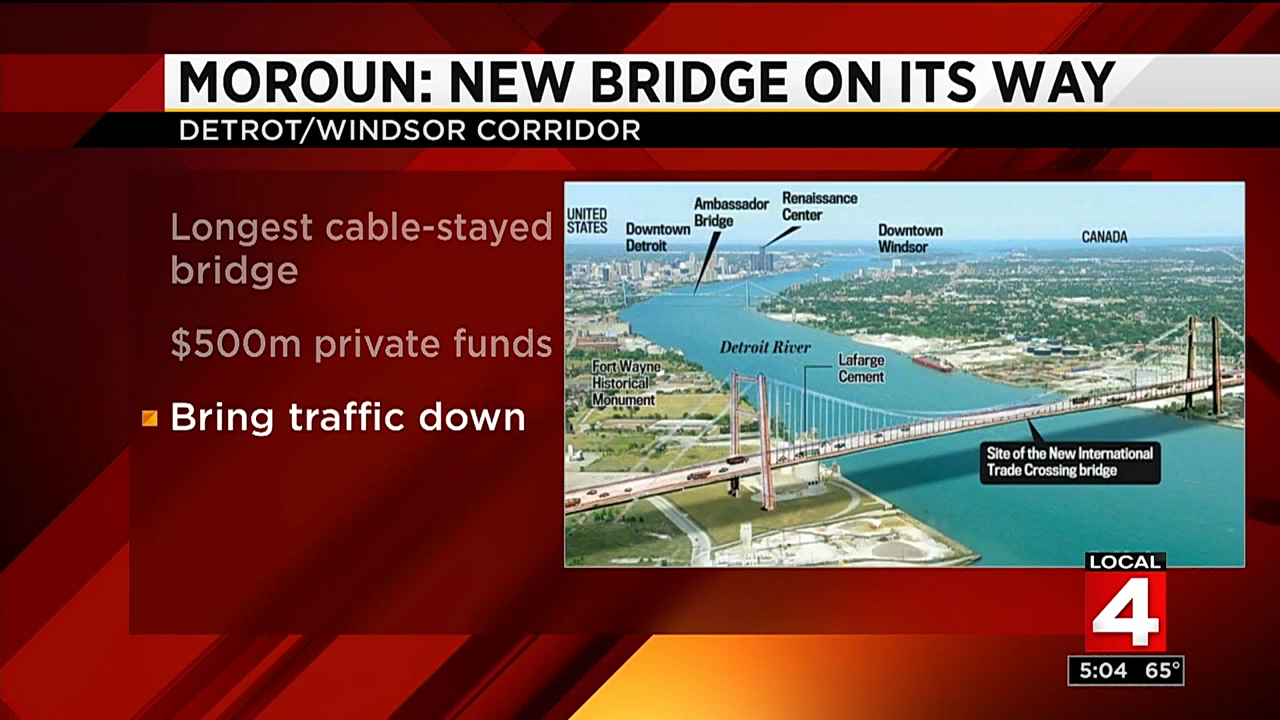 MOROUN: NEW BRIDGE ON ITS WAY
DETROT/WINDSOR CORRIDOR
Longest cable-stayed
bridge
$500m private funds
Bring traffic down
UNITED
STATES
Downtown
Detroit
Ambassador
Bridge
Renaissance
Center
Downtown
Windsor
CANADA
Detroit River
Fort Wayne
Historical
Monument
Lafarge
Cement
Site of the New International
Trade Crossing bridge
LOCAL
4
5:04 65°